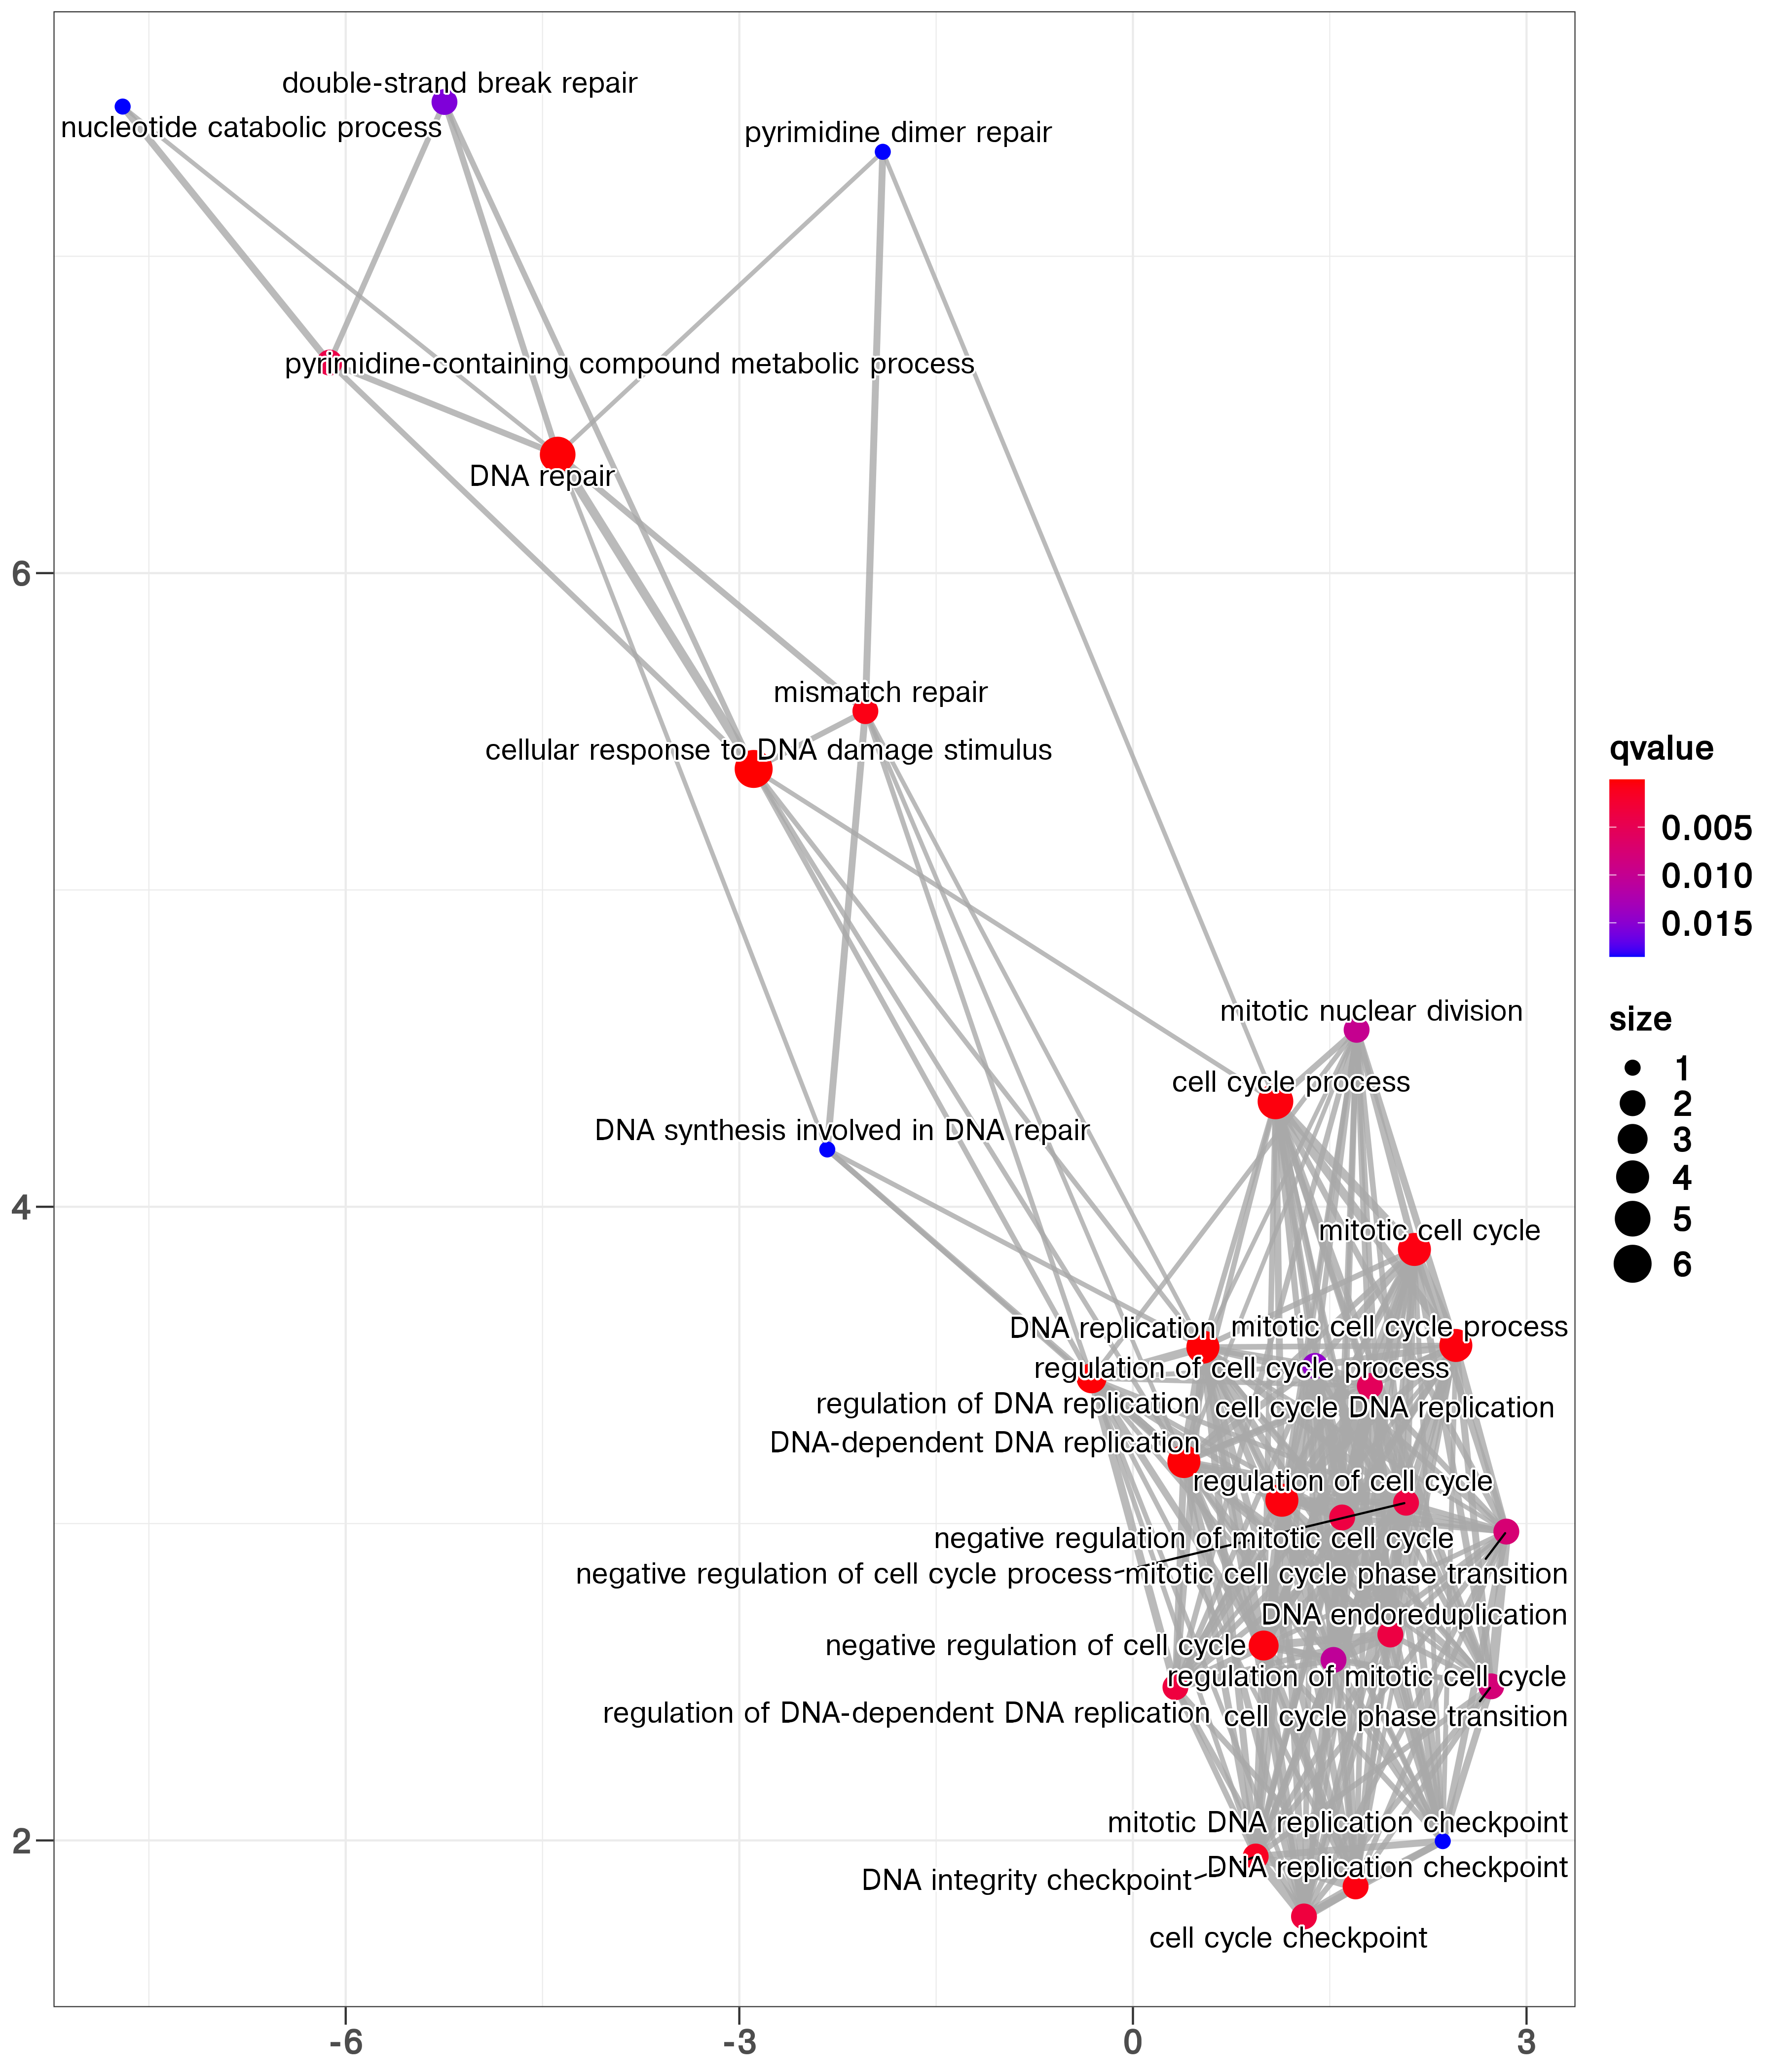 double-strand break repair
nucleotide catabolic process
pyrimidine dimer repair
pyrimidine-containing compound metabolic process
DNA repair
6
mismatch repair
cellular response to DNA damage stimulus
mitotic nuclear division
cell cycle process
DNA synthesis involved in DNA repair
4
mitotic cell cycle
DNA replication
mitotic cell cycle process
regulation of cell cycle process
regulation of DNA replication
cell cycle DNA replication
DNA-dependent DNA replication
regulation of cell cycle
negative regulation of mitotic cell cycle
negative regulation of cell cycle process
mitotic cell cycle phase transition
DNA endoreduplication
negative regulation of cell cycle
regulation of mitotic cell cycle
regulation of DNA-dependent DNA replication
cell cycle phase transition
mitotic DNA replication checkpoint
2
DNA replication checkpoint
DNA integrity checkpoint
cell cycle checkpoint
-6
-3
0
3
qvalue
0.005
0.010
0.015
size
1
2
3
4
5
6